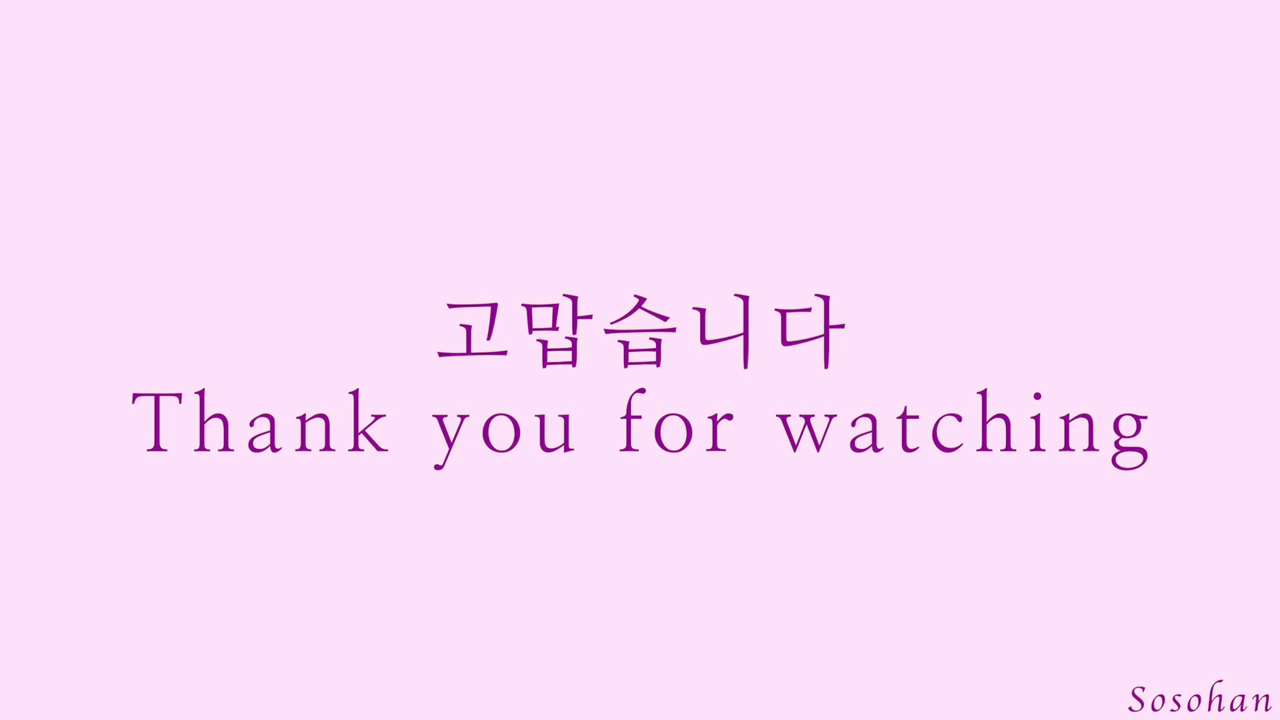 고맙습니다
Thank you for watching
Sosohan